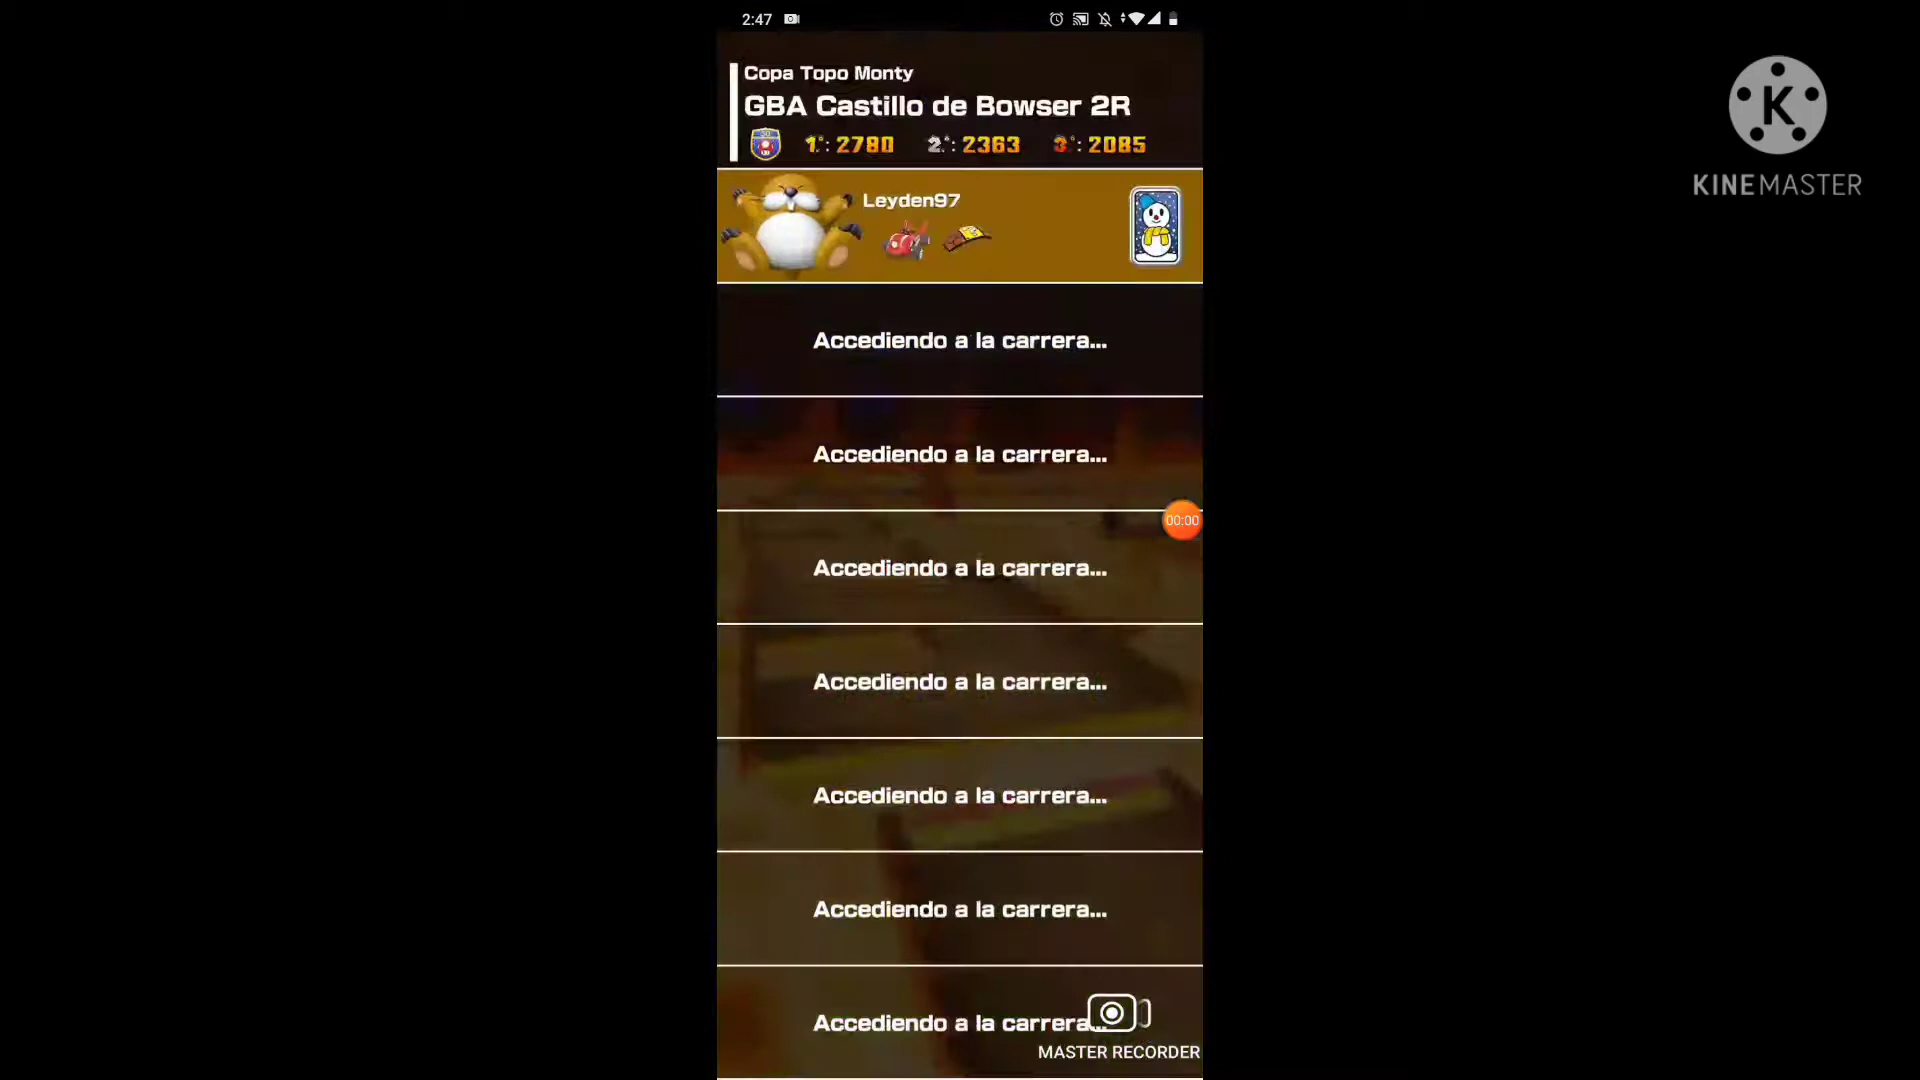 2:47
Copa Topo Monty
GBA Castillo de Bowser 2R
1.º: 2780 2.º: 2363 3.º: 2085
Leyden97
Accediendo a la carrera...
Accediendo a la carrera...
Accediendo a la carrera...
00:00
Accediendo a la carrera...
Accediendo a la carrera...
Accediendo a la carrera...
Accediendo a la carrera...
MASTER RECORDER
K
KINEMASTER